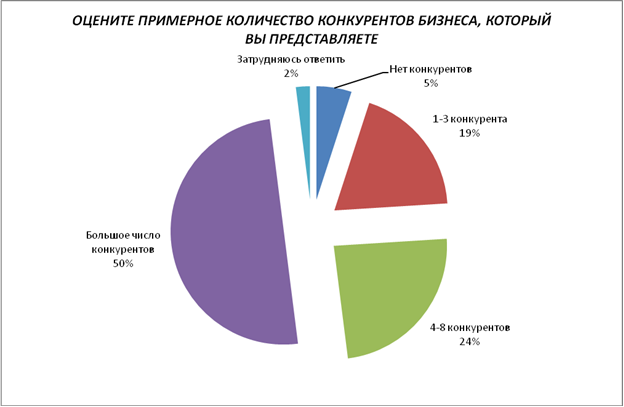 ОЦЕНИТЕ ПРИМЕРНОЕ КОЛИЧЕСТВО КОНКУРЕНТОВ БИЗНЕСА, КОТОРЫЙ
ВЫ ПРЕДСТАВЛЯЕТЕ
Затрудняюсь ответить
2%
Нет конкурентов
5%
1-3 конкурента
19%
Большое число
конкурентов
50%
4-8 конкурентов
24%